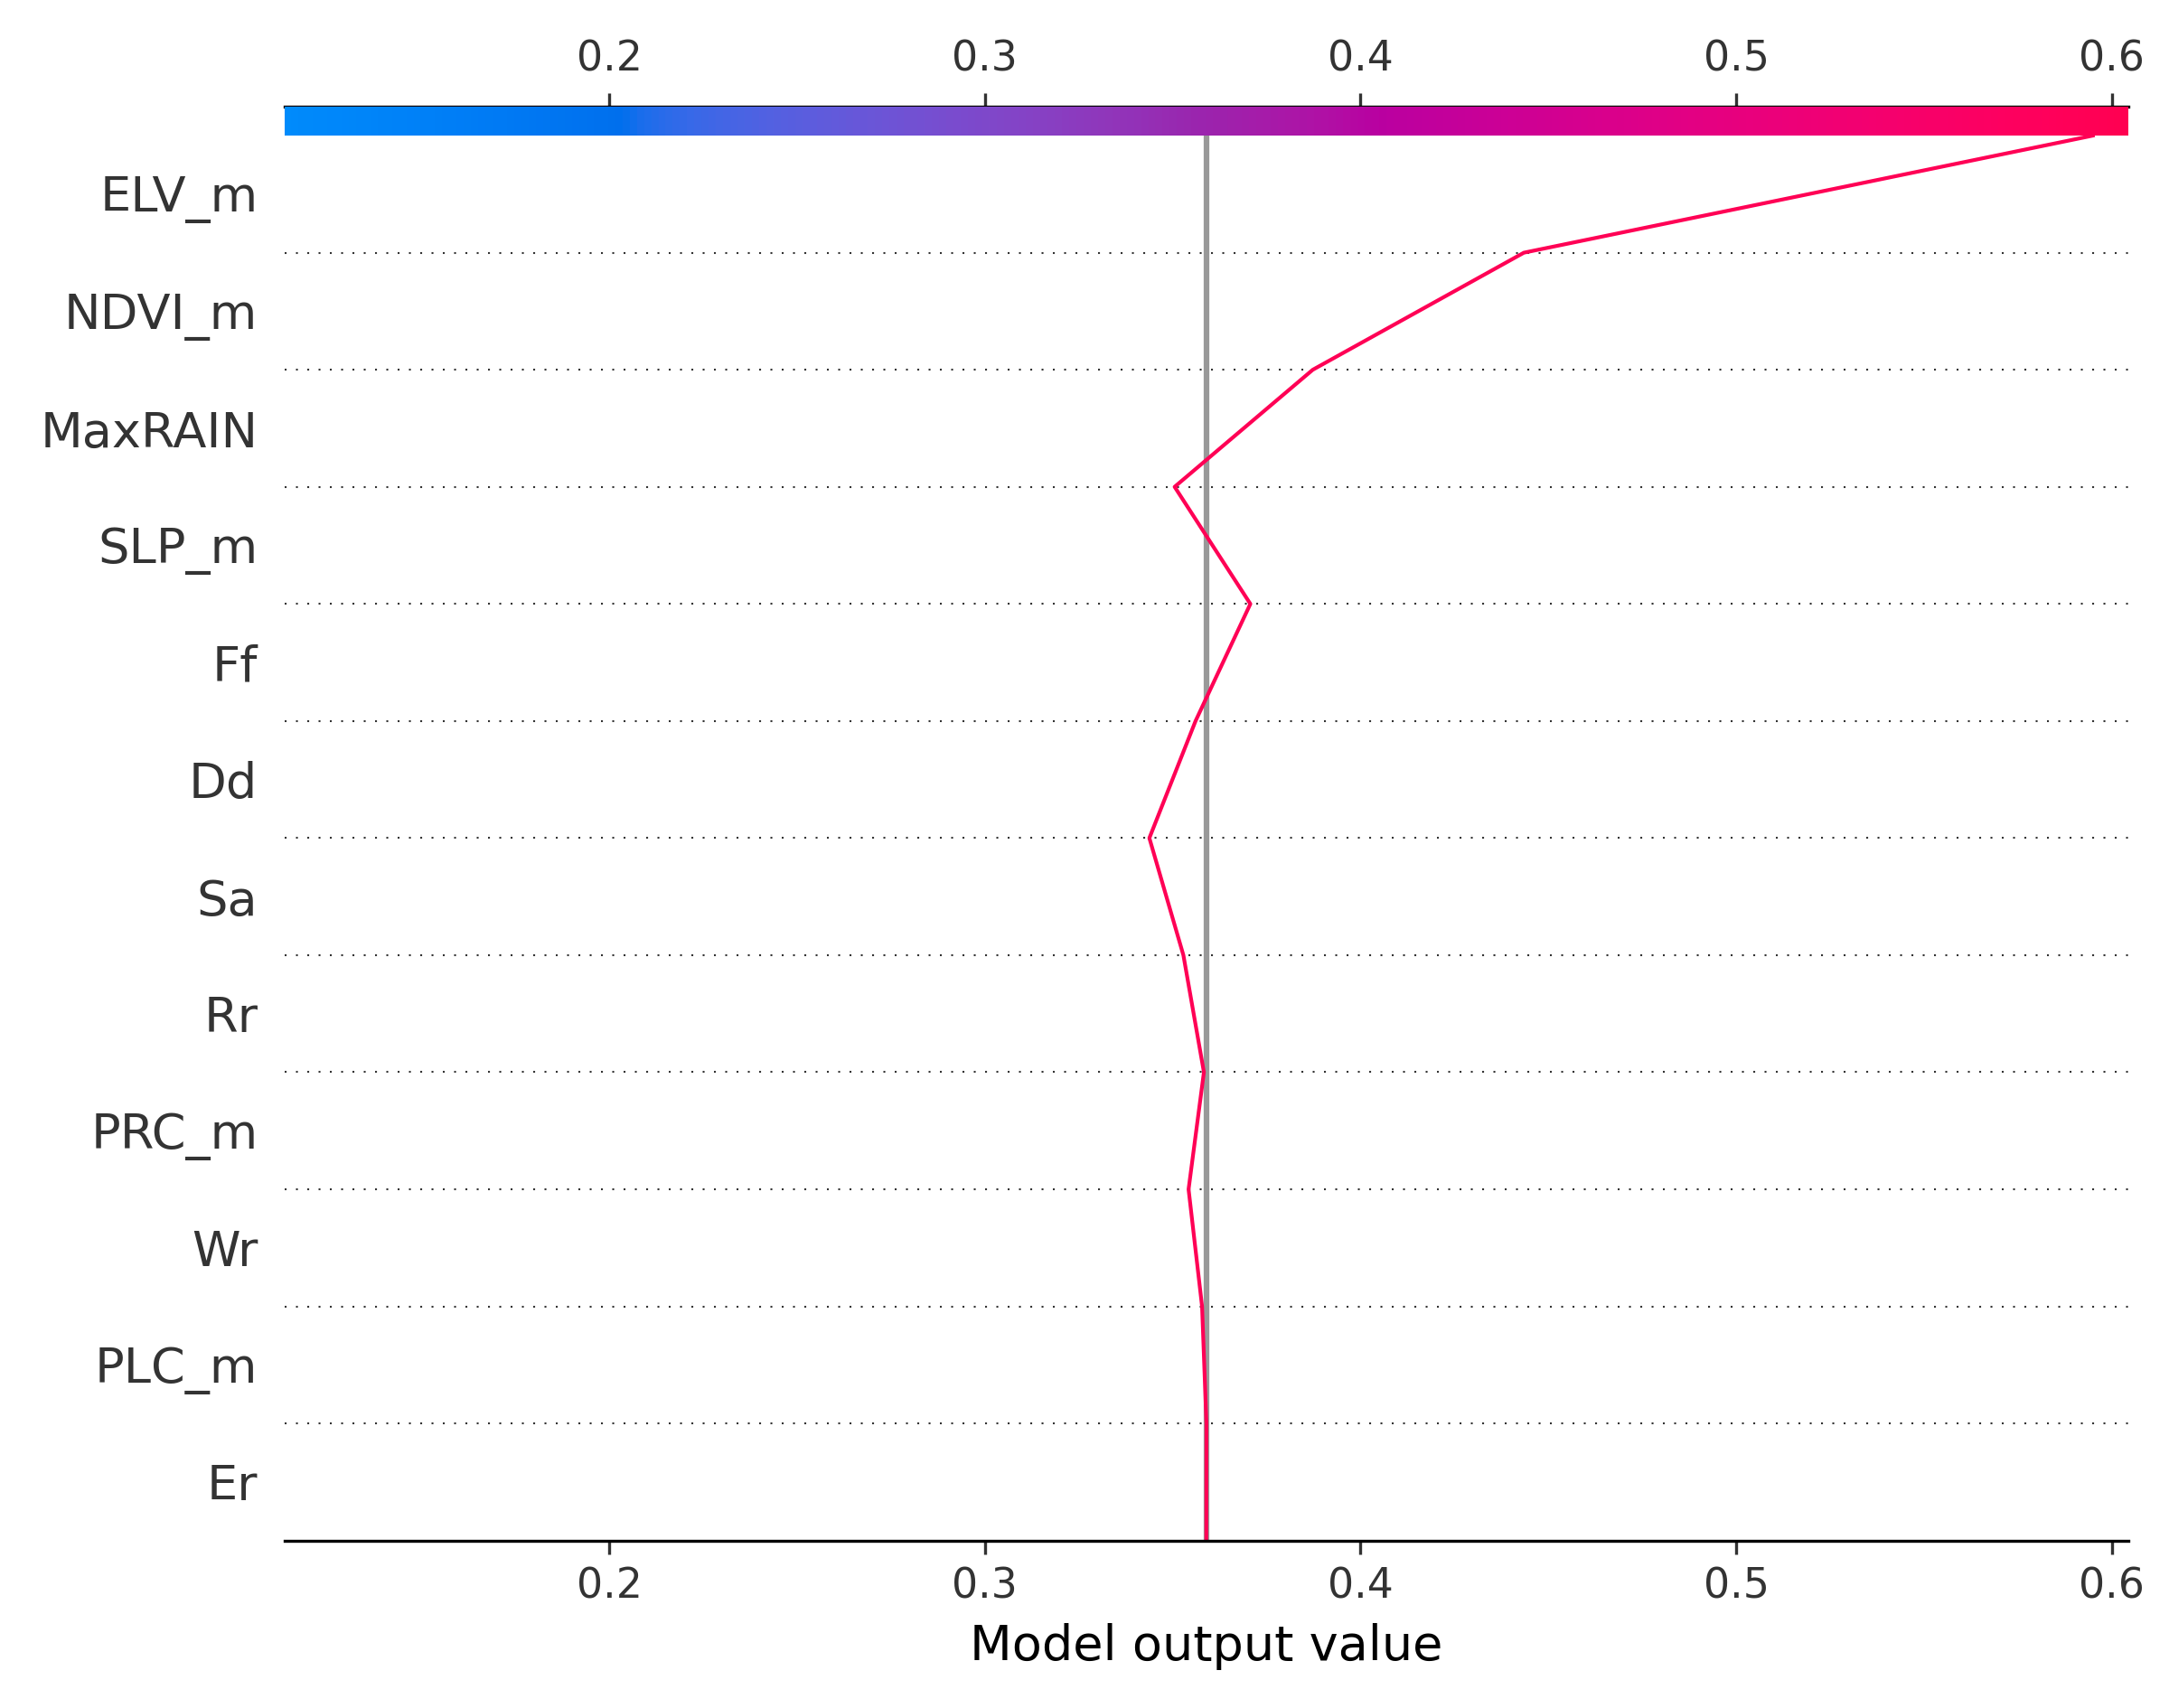 0.2 0.3 0.4 0.5 0.6
ELV_m
NDVI_m
MaxRAIN
SLP_m
Ff
Dd
Sa
Rr
PRC_m
Wr
PLC_m
Er
0.2 0.3 0.4 0.5 0.6
Model output value